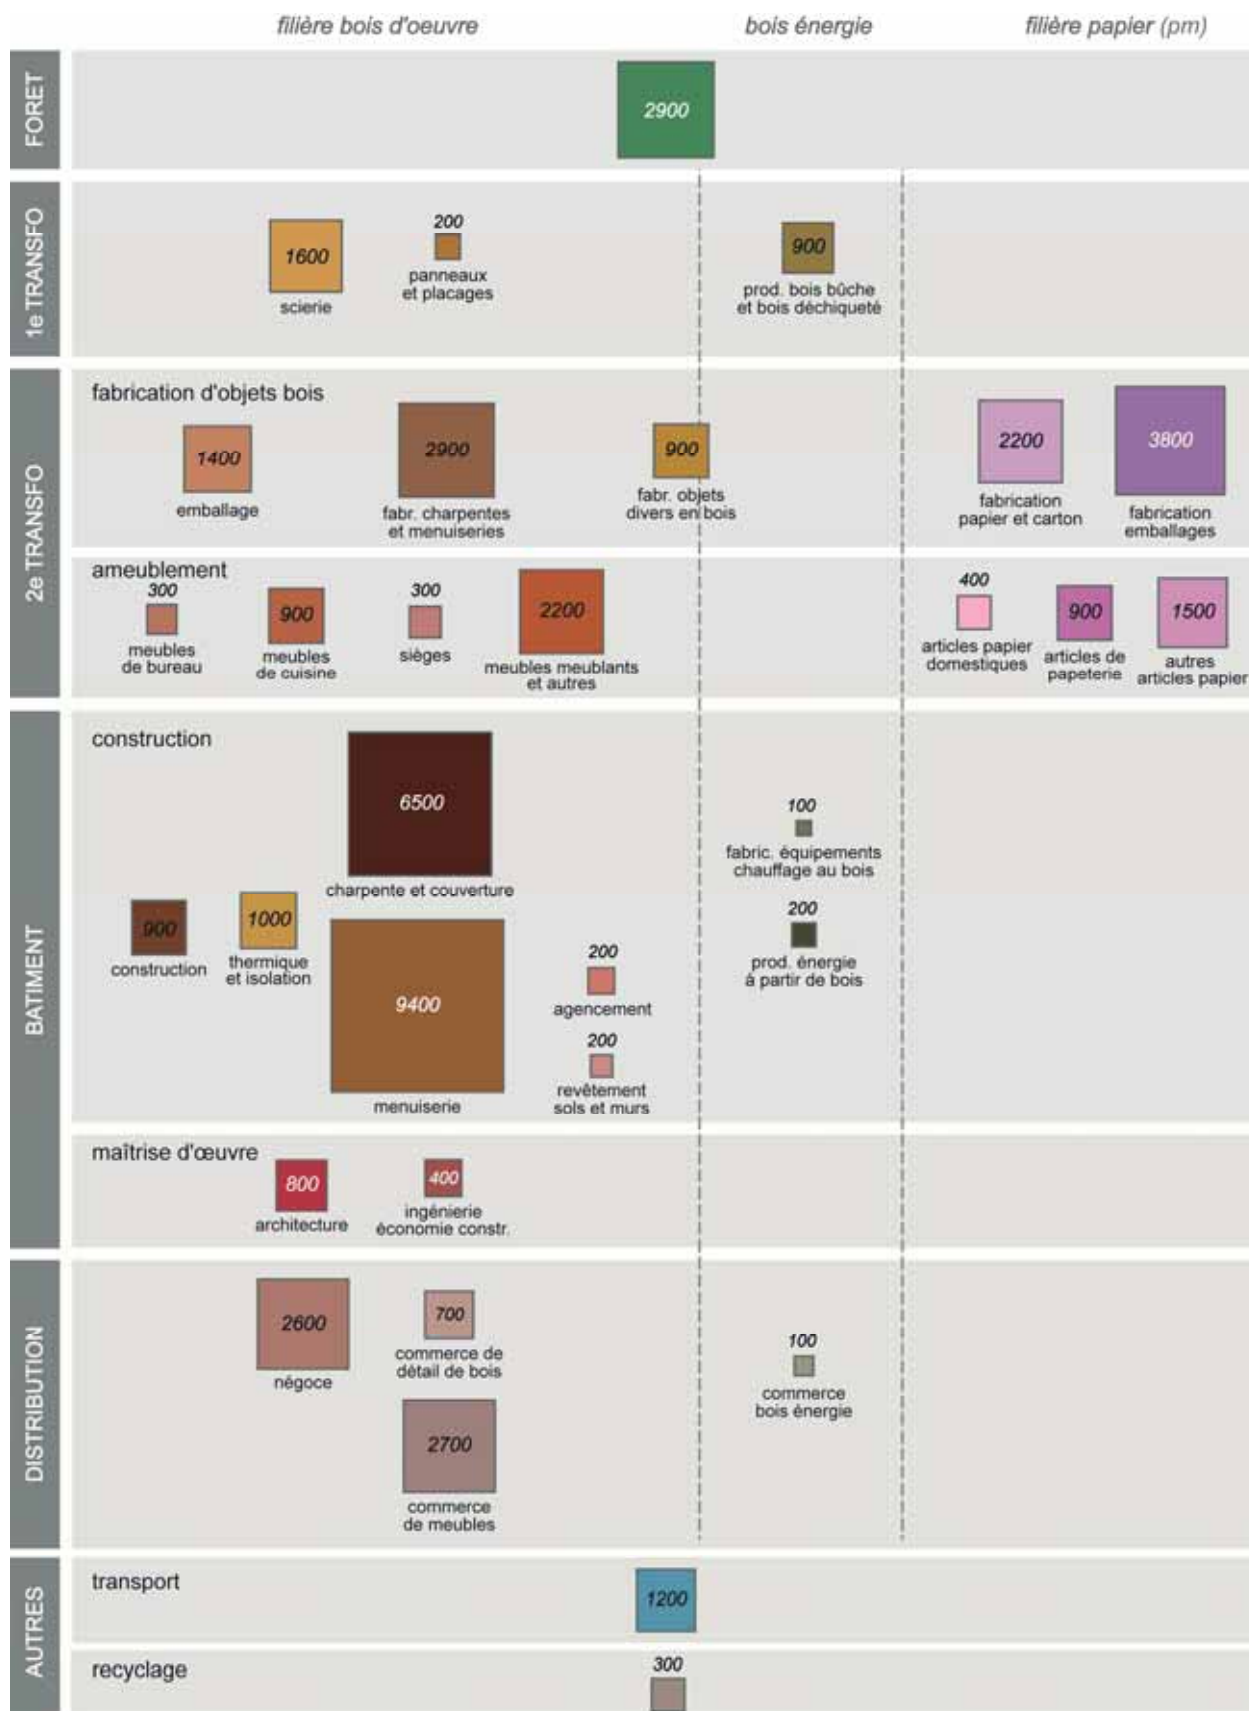 filière bois d'oeuvre
bois énergie
filière papier (pm)
FORET
2900
1e TRANSFO
1600
scierie
200
panneaux
et placages
900
prod. bois bûche
et bois déchiqueté
2e TRANSFO
fabrication d'objets bois
1400
emballage
2900
fabr. charpentes
et menuiseries
900
fabr. objets
divers en bois
2200
fabrication
papier et carton
3800
fabrication
emballages
ameublement
300
meubles
de bureau
900
meubles
de cuisine
300
sièges
2200
meubles meublants
et autres
400
articles papier
domestiques
900
articles de
papeterie
1500
autres
articles papier
BATIMENT
construction
6500
charpente et couverture
900
construction
1000
thermique
et isolation
9400
menuiserie
200
agencement
200
revêtement
sols et murs
100
fabric. équipements
chauffage au bois
200
prod. énergie
à partir de bois
maîtrise d'œuvre
800
architecture
400
ingénierie
économie constr.
DISTRIBUTION
2600
négoce
700
commerce de
détail de bois
2700
commerce
de meubles
100
commerce
bois énergie
AUTRES
transport
1200
recyclage
300